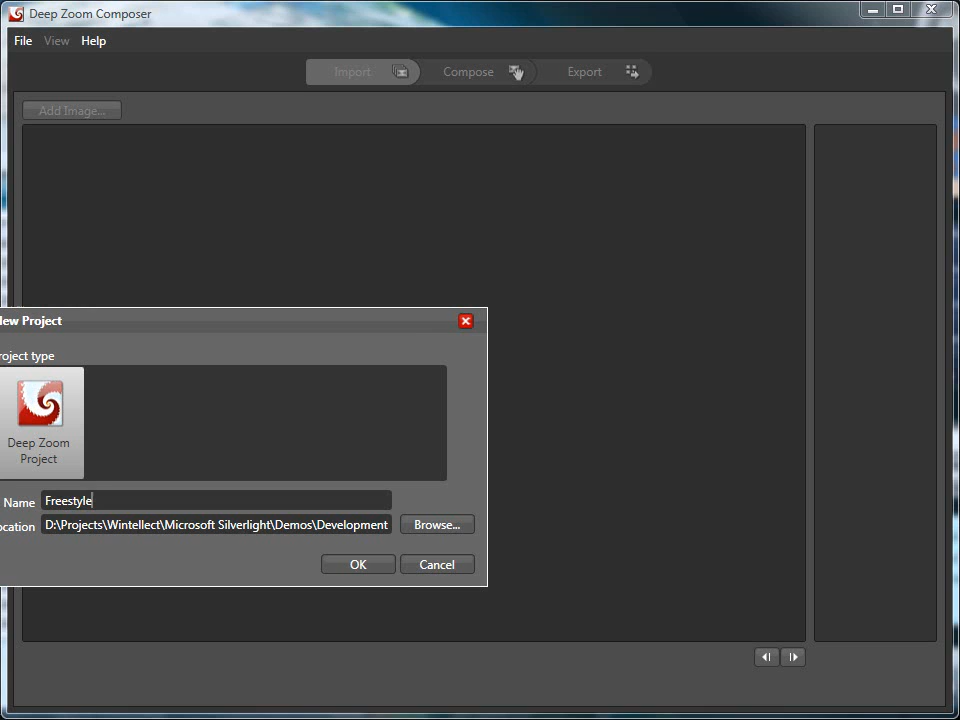 Deep Zoom Composer
File View Help
Import Compose Export
Add Image...
New Project
roject type
Deep Zoom
Project
Name Freestyle
ocation D:\Projects\Wintellect\Microsoft Silverlight\Demos\Development Browse...
OK Cancel